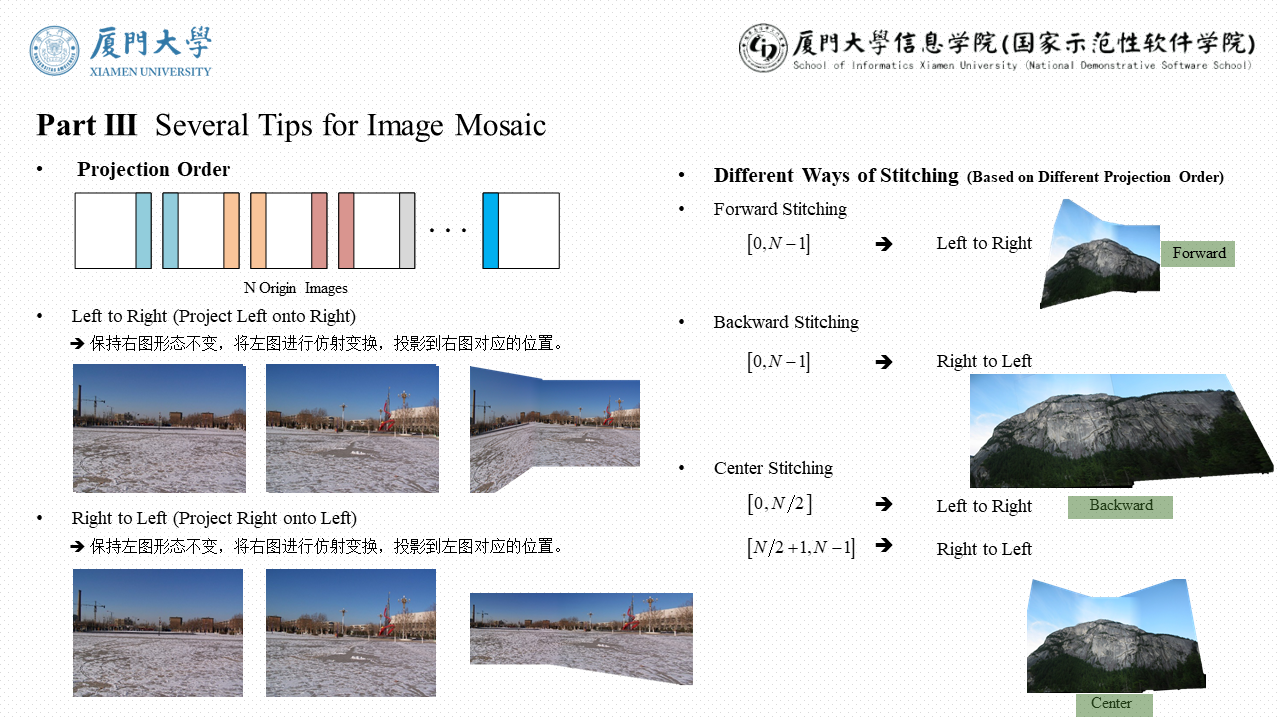 厦門大學
XIAMEN UNIVERSITY
厦門大學信息学院(国家示范性软件学院)
School of Informatics Xiamen University (National Demonstrative Software School)
Part III Several Tips for Image Mosaic
• Projection Order
. . .
N Origin Images
• Left to Right (Project Left onto Right)
➔ 保持右图形态不变，将左图进行仿射变换，投影到右图对应的位置。
• Right to Left (Project Right onto Left)
➔ 保持左图形态不变，将右图进行仿射变换，投影到左图对应的位置。
• Different Ways of Stitching (Based on Different Projection Order)
• Forward Stitching
[0, N − 1] ➔ Left to Right
Forward
• Backward Stitching
[0, N − 1] ➔ Right to Left
Backward
• Center Stitching
[0, N/2] ➔ Left to Right
[N/2 + 1, N − 1] ➔ Right to Left
Center